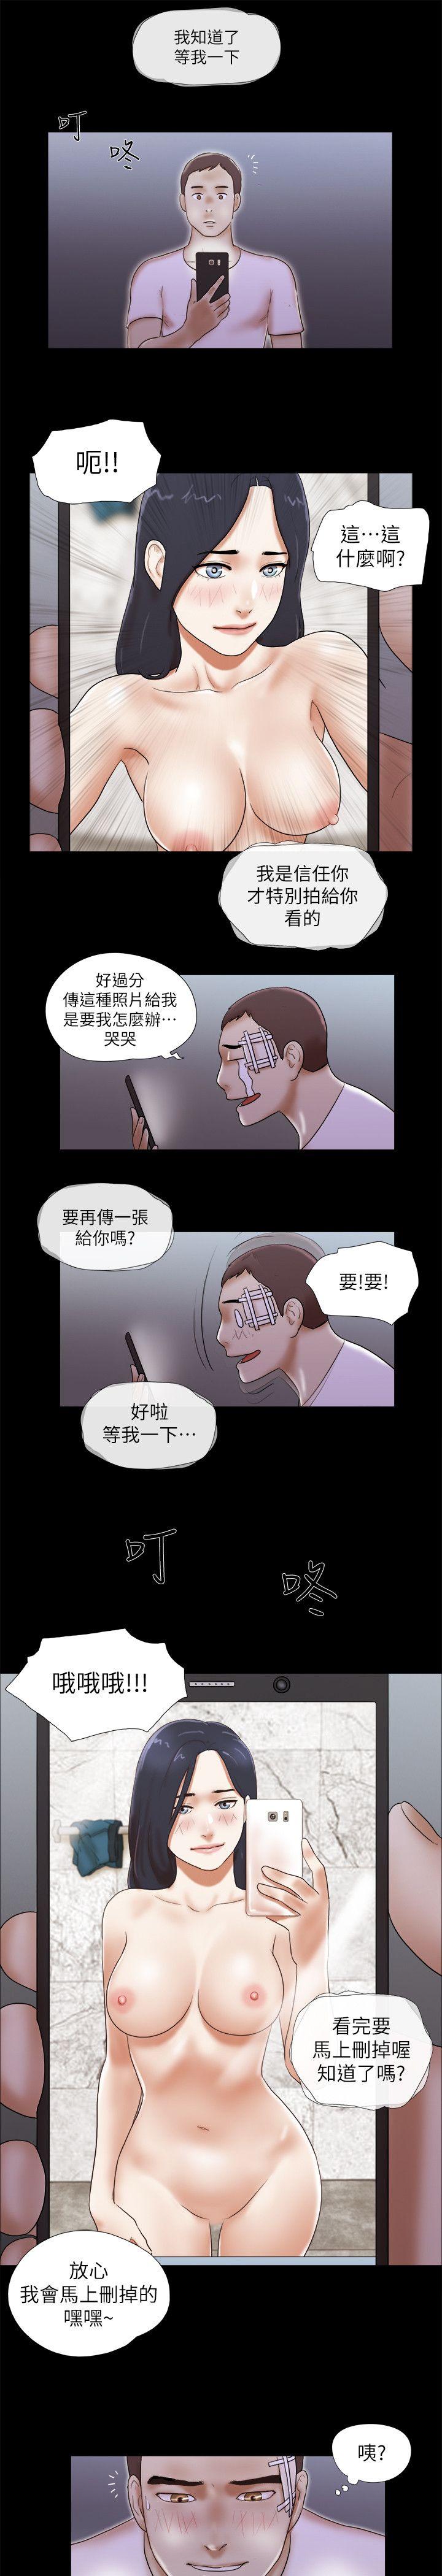 我知道了
等我一下
叮
咚
呃!!
這…這
什麼啊?
我是信任你
才特別拍給你
看的
好過分
傳這種照片給我
是要我怎麼辦…
哭哭
要再傳一張
給你嗎?
要!要!
好啦
等我一下…
叮
咚
哦哦哦!!!
看完要
馬上刪掉喔
知道了嗎?
放心
我會馬上刪掉的
嘿嘿~
咦?